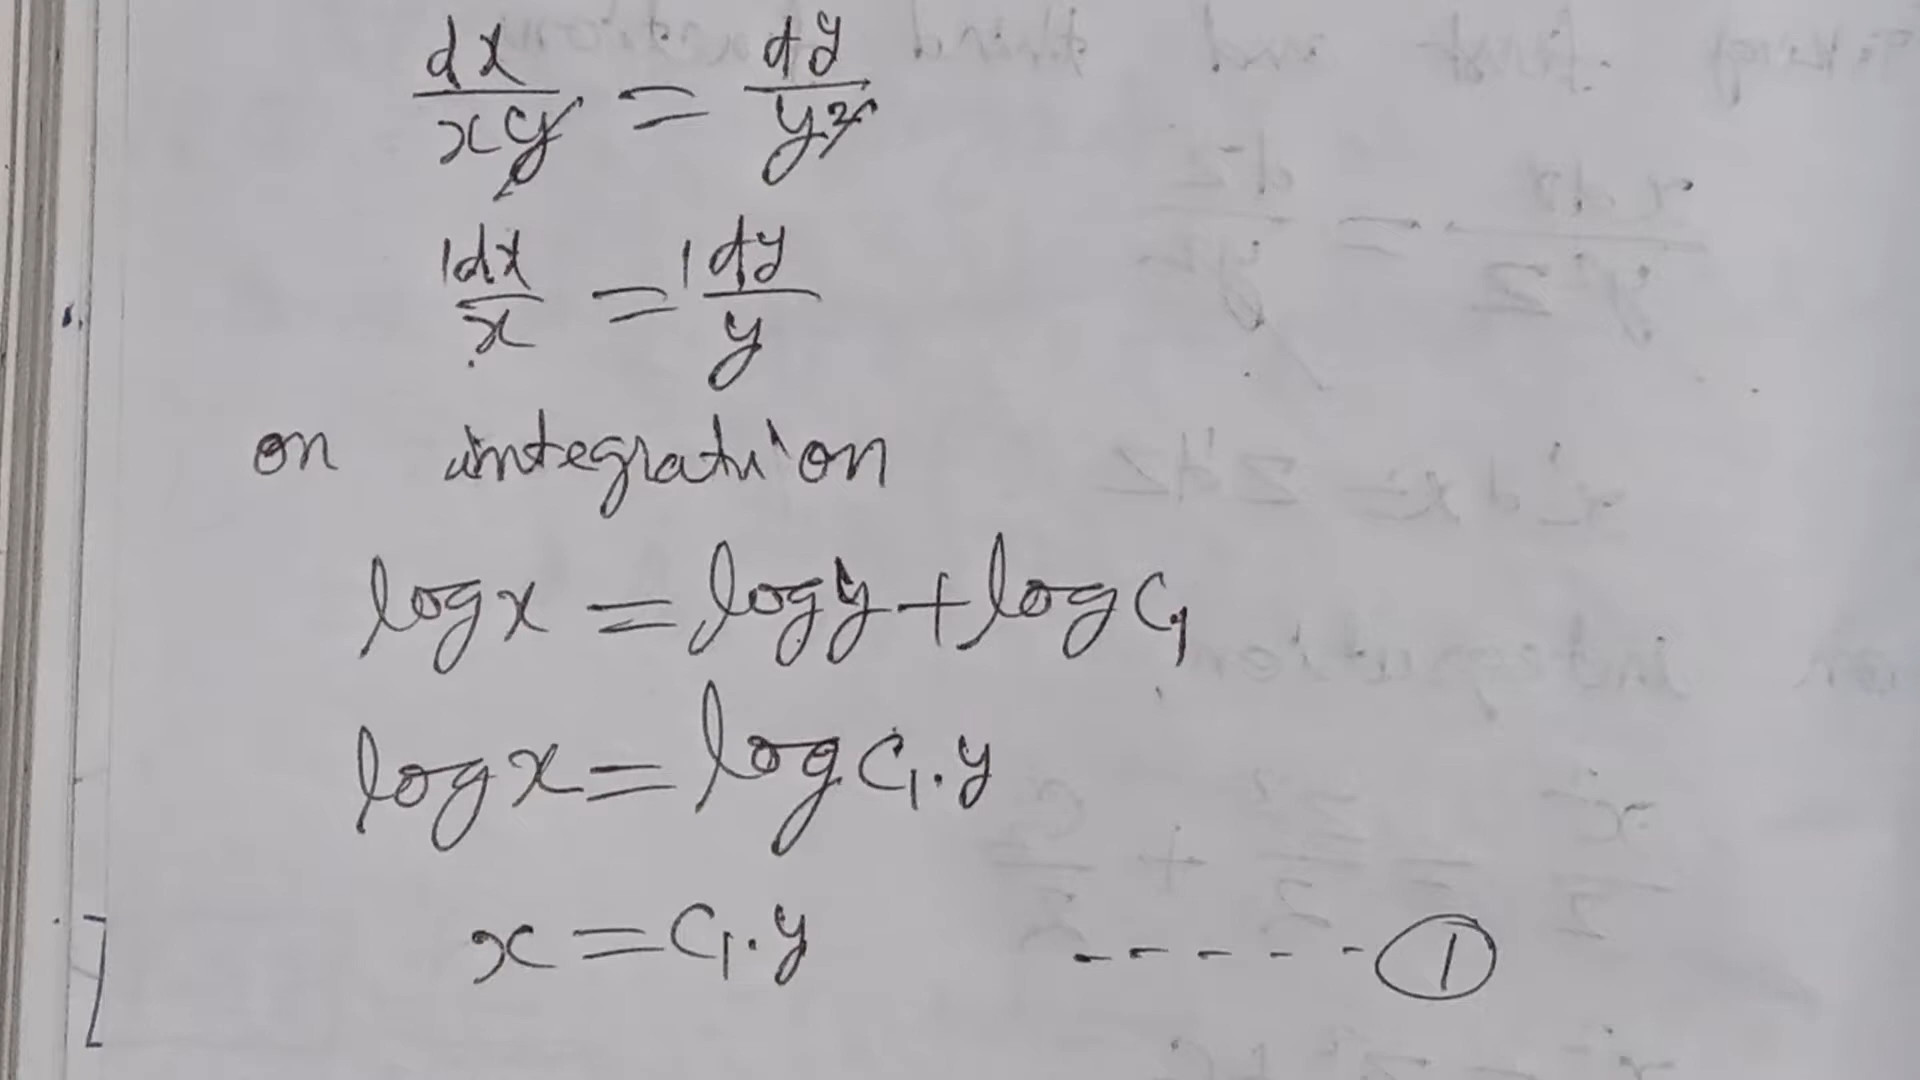 dx/xy = dy/y²
1dx/x = 1dy/y
on integration
log x = log y + log C₁
log x = log C₁.y
x = C₁.y -----①